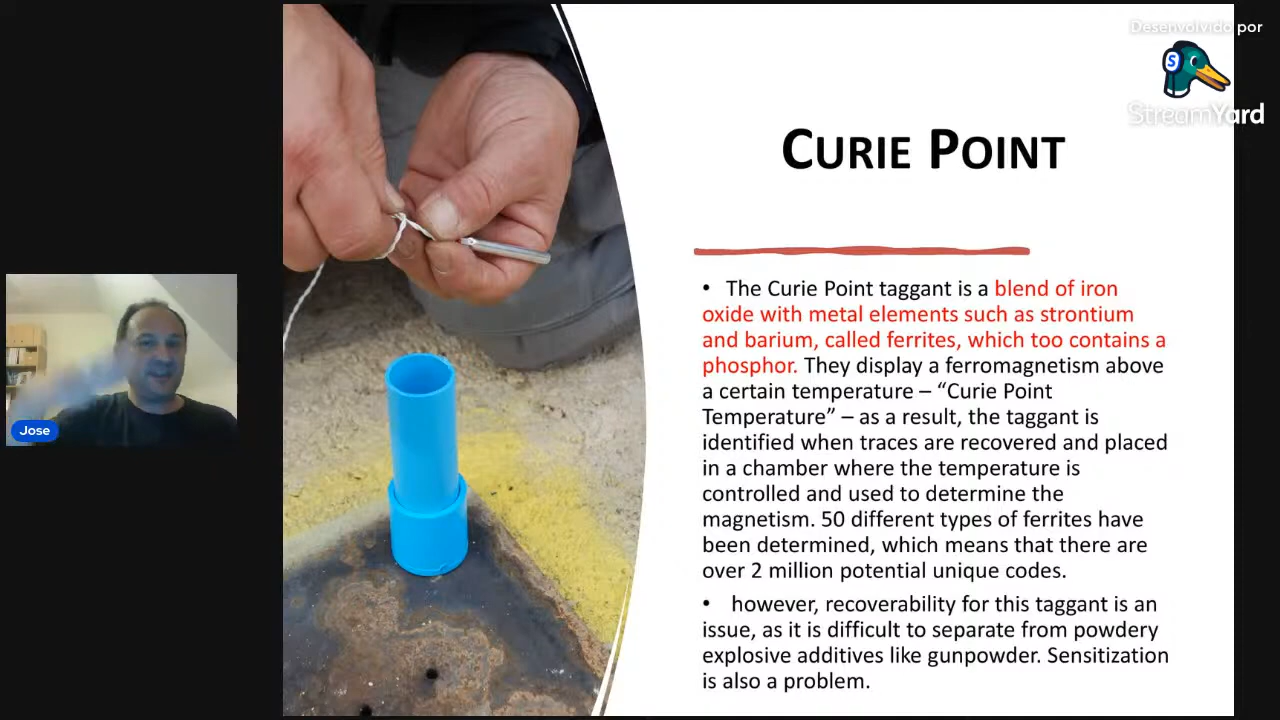 Desenvolvido por
StreamYard
CURIE POINT
• The Curie Point taggant is a blend of iron
oxide with metal elements such as strontium
and barium, called ferrites, which too contains a
phosphor. They display a ferromagnetism above
a certain temperature – “Curie Point
Temperature” – as a result, the taggant is
identified when traces are recovered and placed
in a chamber where the temperature is
controlled and used to determine the
magnetism. 50 different types of ferrites have
been determined, which means that there are
over 2 million potential unique codes.
• however, recoverability for this taggant is an
issue, as it is difficult to separate from powdery
explosive additives like gunpowder. Sensitization
is also a problem.
Jose